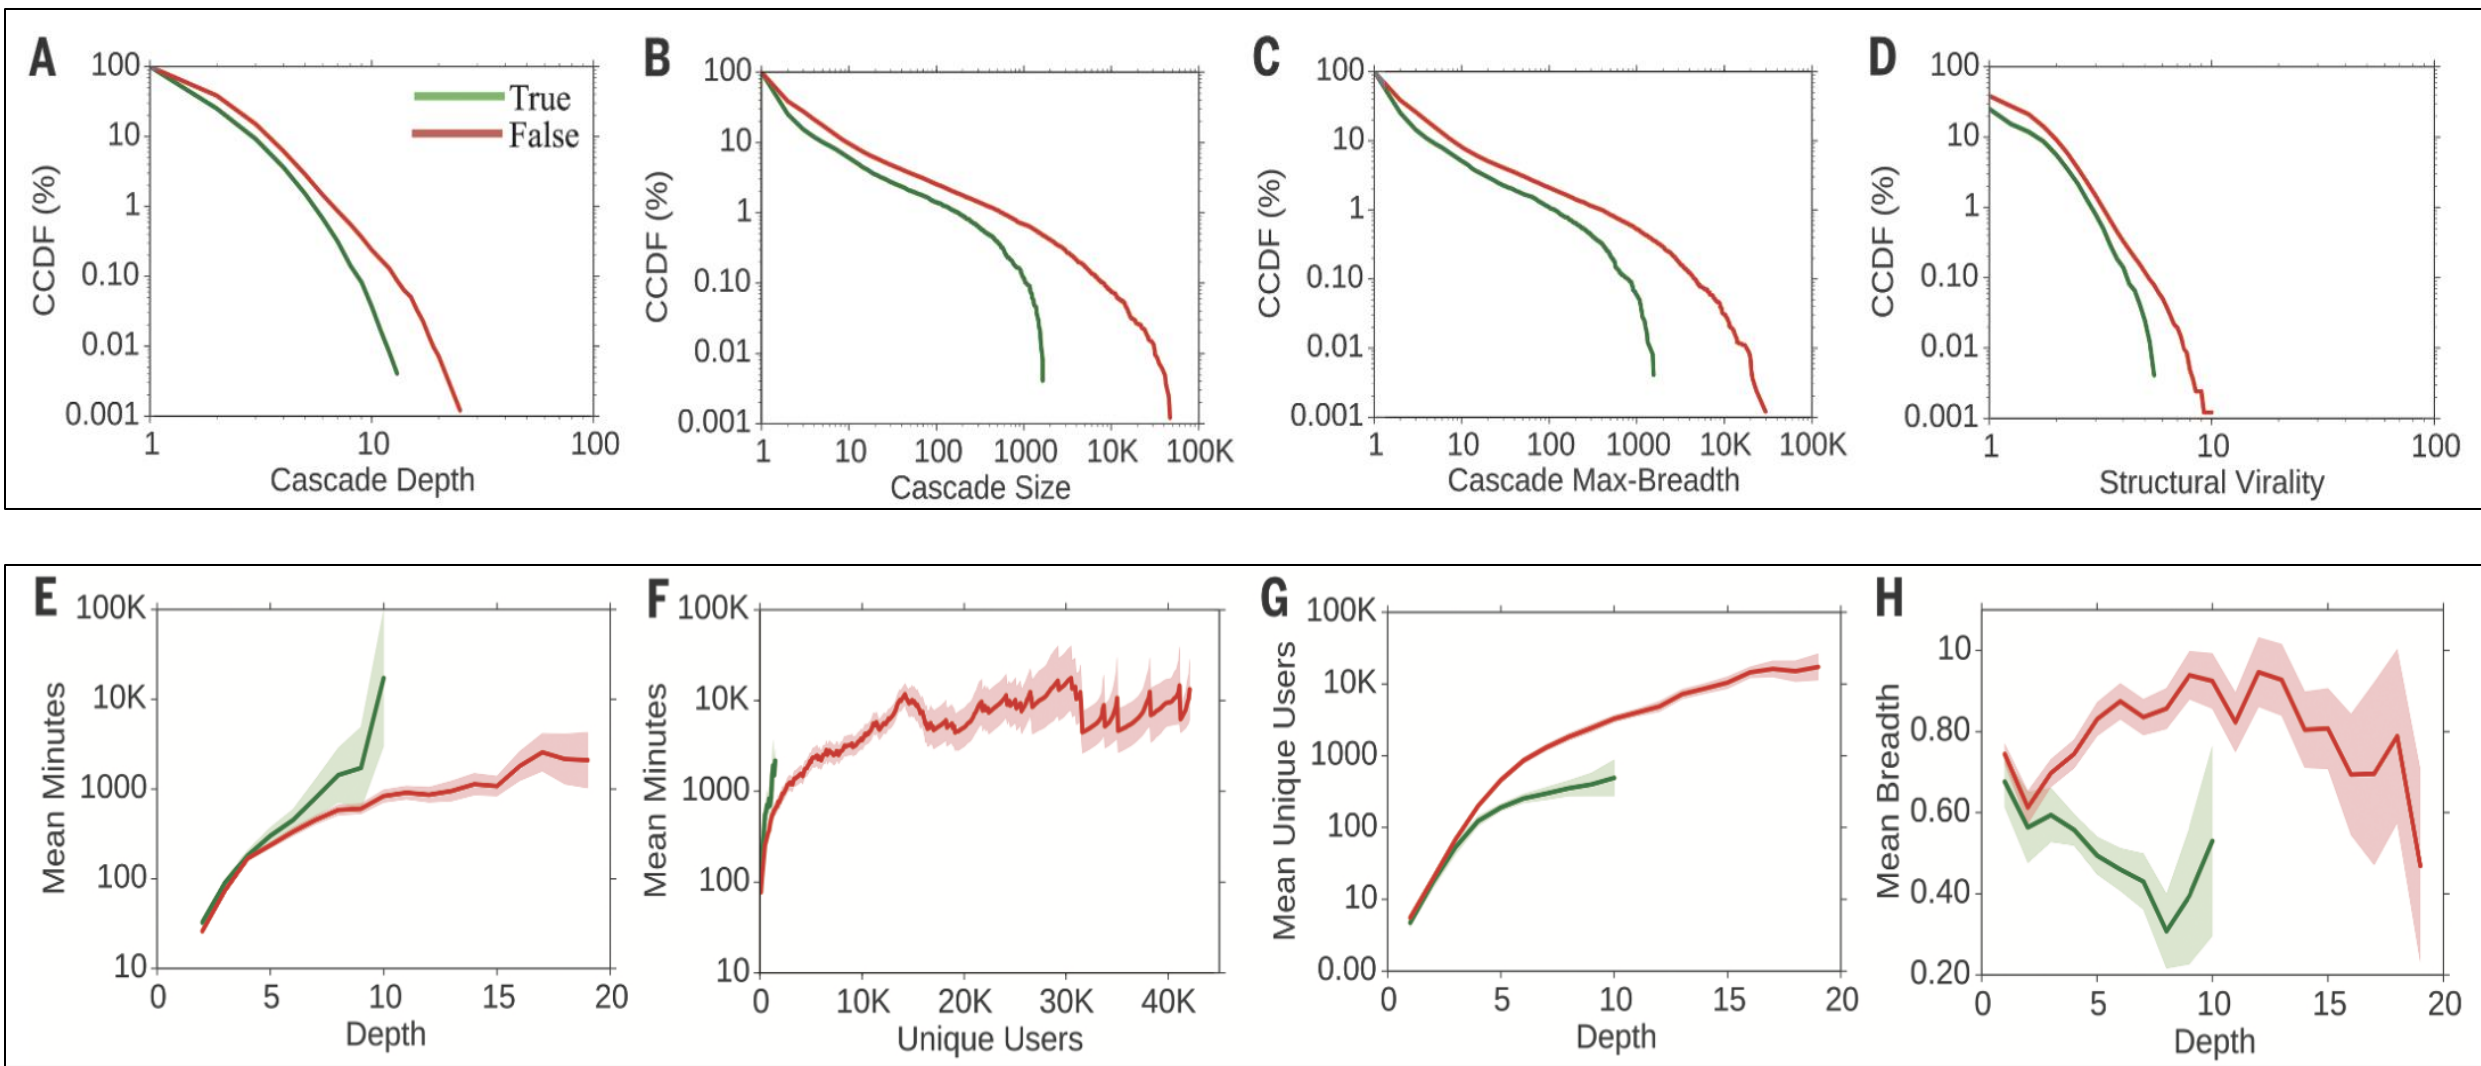 A
100
10
1
0.10
0.01
0.001
CCDF (%)
True
False
1 10 100
Cascade Depth
B
100
10
1
0.10
0.01
0.001
CCDF (%)
1 10 100 1000 10K 100K
Cascade Size
C
100
10
1
0.10
0.01
0.001
CCDF (%)
1 10 100 1000 10K 100K
Cascade Max-Breadth
D
100
10
1
0.10
0.01
0.001
CCDF (%)
1 10 100
Structural Virality
E
100K
10K
1000
100
10
Mean Minutes
0 5 10 15 20
Depth
F
100K
10K
1000
100
10
Mean Minutes
0 10K 20K 30K 40K
Unique Users
G
100K
10K
1000
100
10
0.00
Mean Unique Users
0 5 10 15 20
Depth
H
10
0.80
0.60
0.40
0.20
Mean Breadth
0 5 10 15 20
Depth